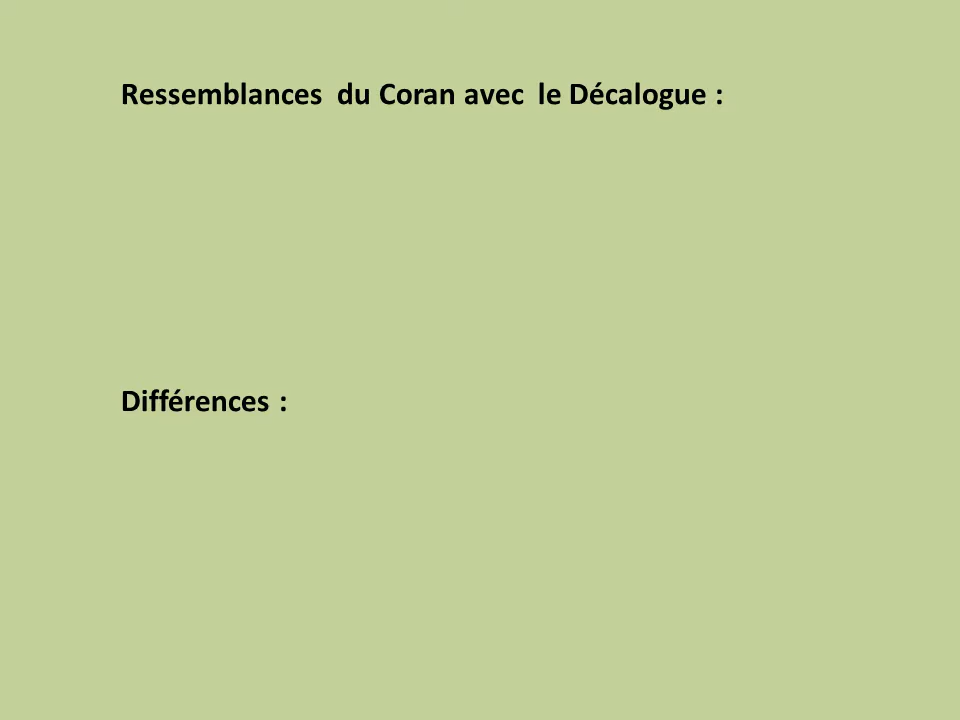 Ressemblances du Coran avec le Décalogue :
Différences :